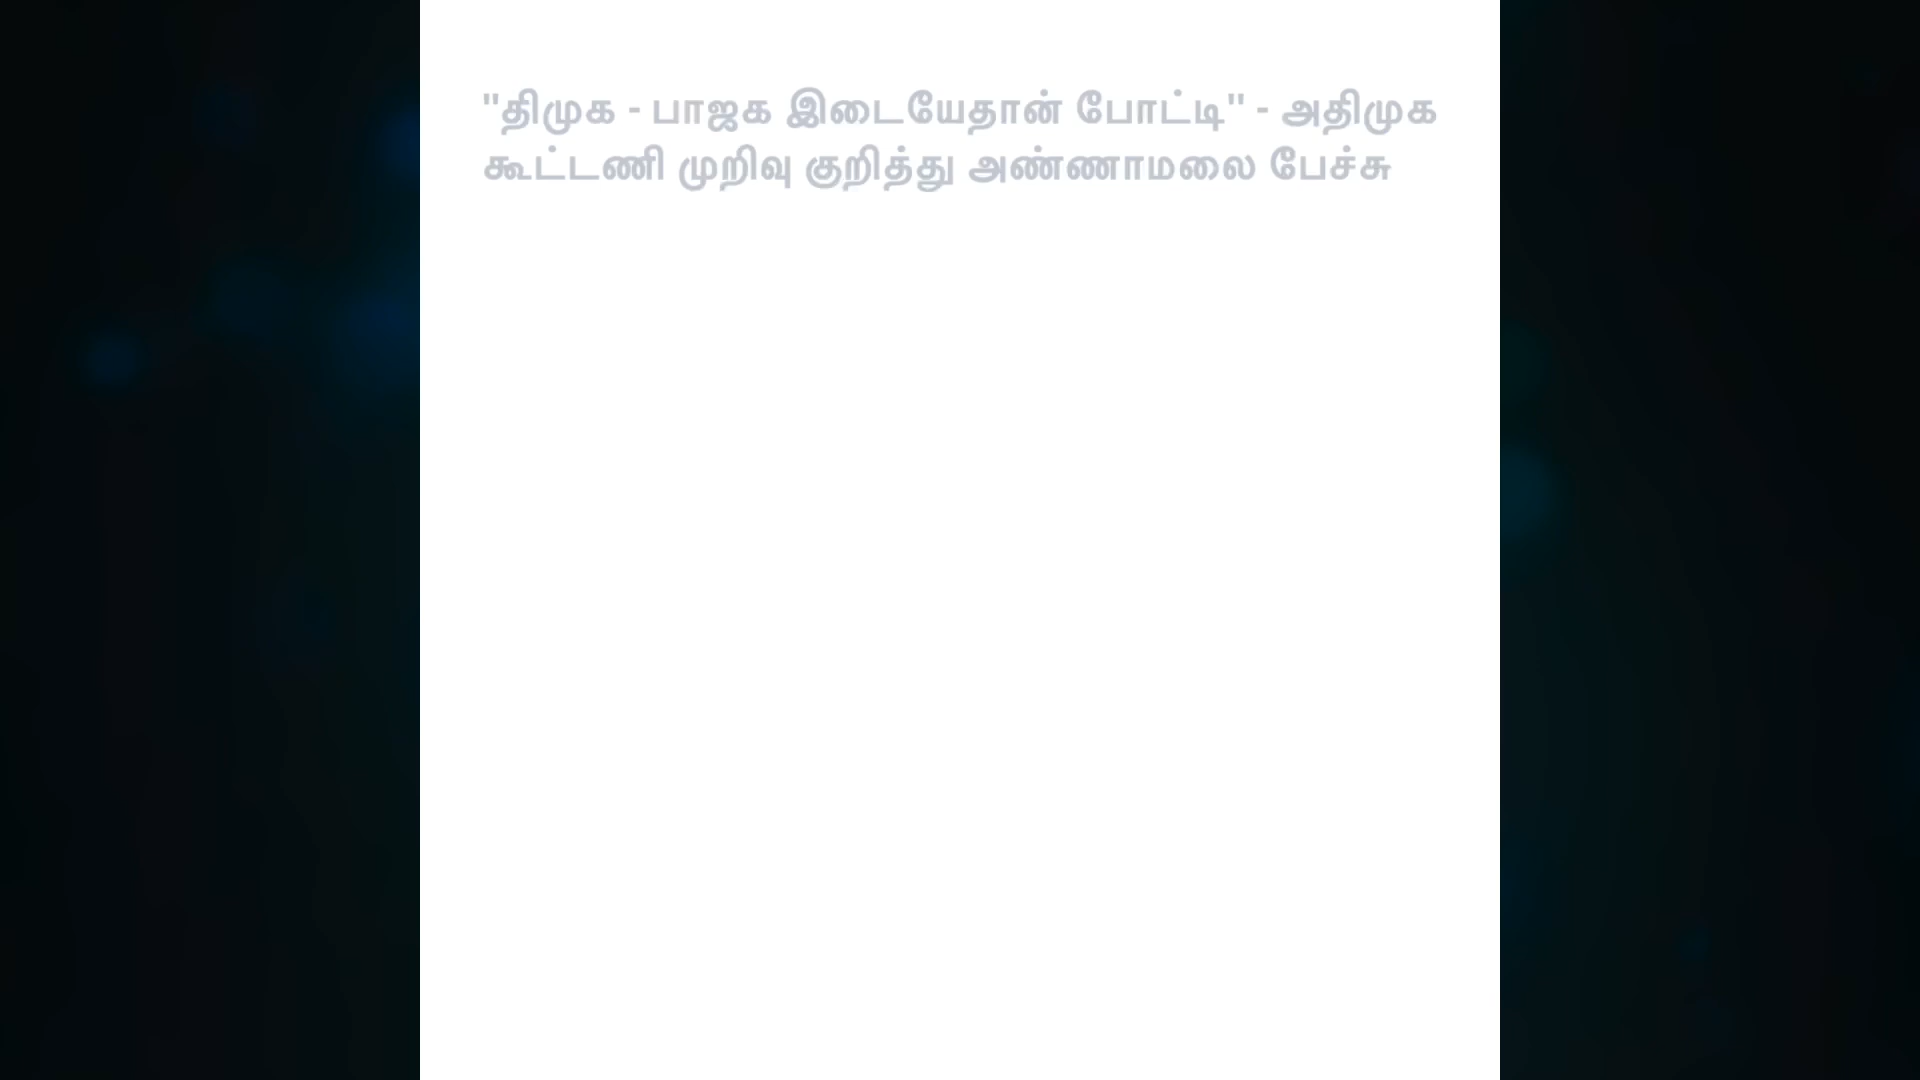 "திமுக - பாஜக இடையேதான் போட்டி" - அதிமுக
கூட்டணி முறிவு குறித்து அண்ணாமலை பேச்சு